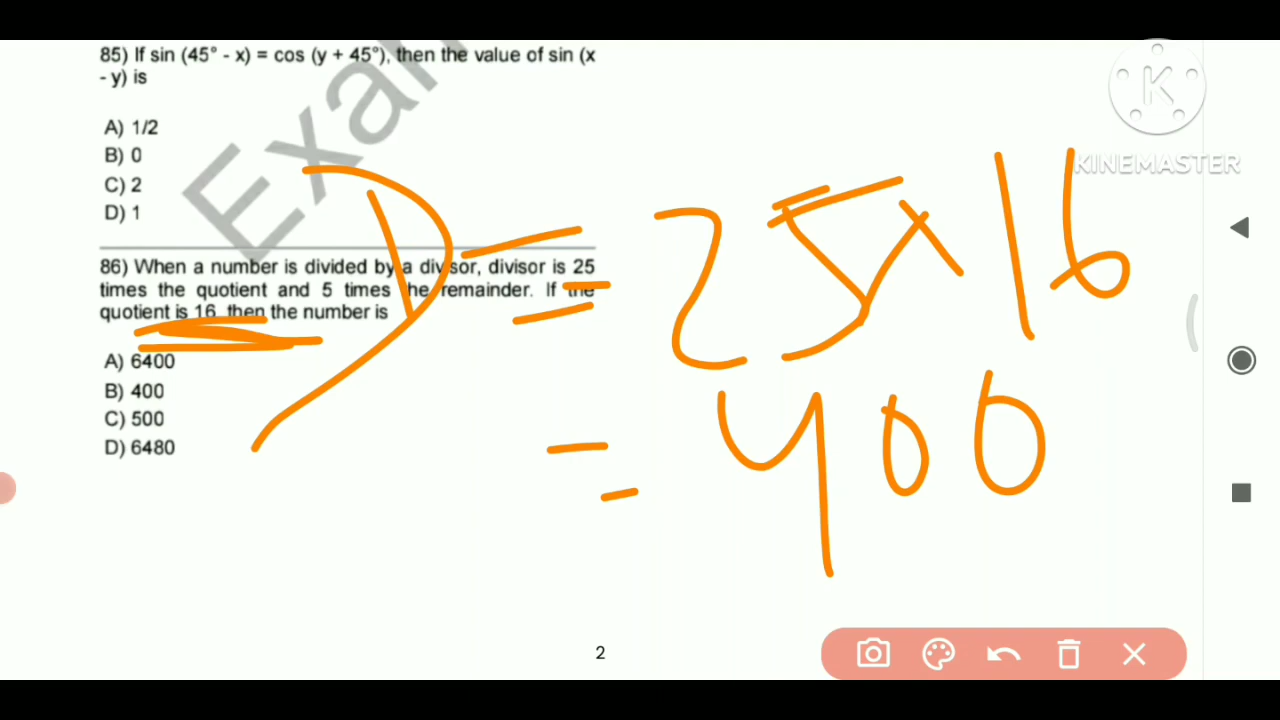 85) If sin (45° - x) = cos (y + 45°), then the value of sin (x
- y) is
A) 1/2
B) 0
C) 2
D) 1
86) When a number is divided by a divisor, divisor is 25
times the quotient and 5 times the remainder. If the
quotient is 16, then the number is
A) 6400
B) 400
C) 500
D) 6480
Exam
D = 25 x 16
= 400
K
KINEMASTER
2